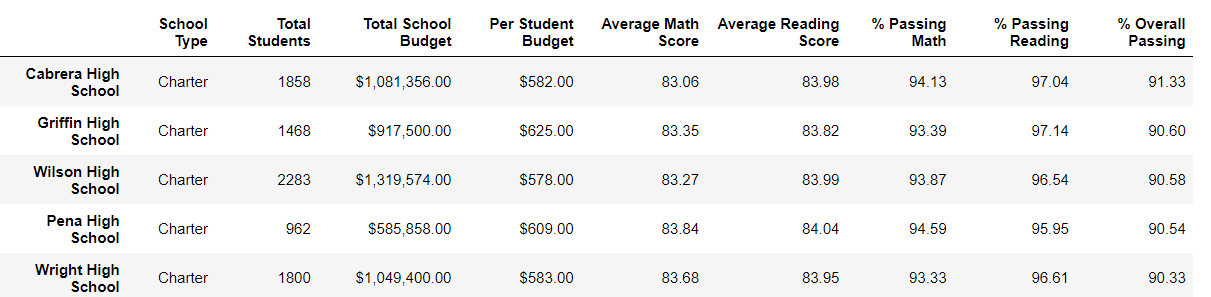 School Type Total Students Total School Budget Per Student Budget Average Math Score Average Reading Score % Passing Math % Passing Reading % Overall Passing
Cabrera High School Charter 1858 $1,081,356.00 $582.00 83.06 83.98 94.13 97.04 91.33
Griffin High School Charter 1468 $917,500.00 $625.00 83.35 83.82 93.39 97.14 90.60
Wilson High School Charter 2283 $1,319,574.00 $578.00 83.27 83.99 93.87 96.54 90.58
Pena High School Charter 962 $585,858.00 $609.00 83.84 84.04 94.59 95.95 90.54
Wright High School Charter 1800 $1,049,400.00 $583.00 83.68 83.95 93.33 96.61 90.33